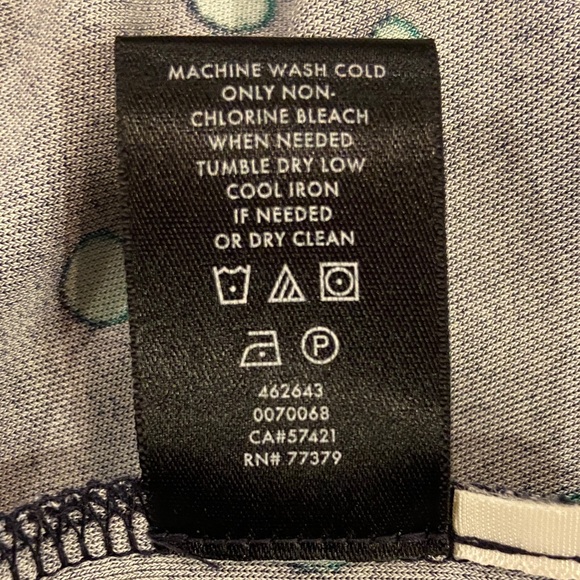 MACHINE WASH COLD
ONLY NON-
CHLORINE BLEACH
WHEN NEEDED
TUMBLE DRY LOW
COOL IRON
IF NEEDED
OR DRY CLEAN
P
462643
0070068
CA#57421
RN# 77379